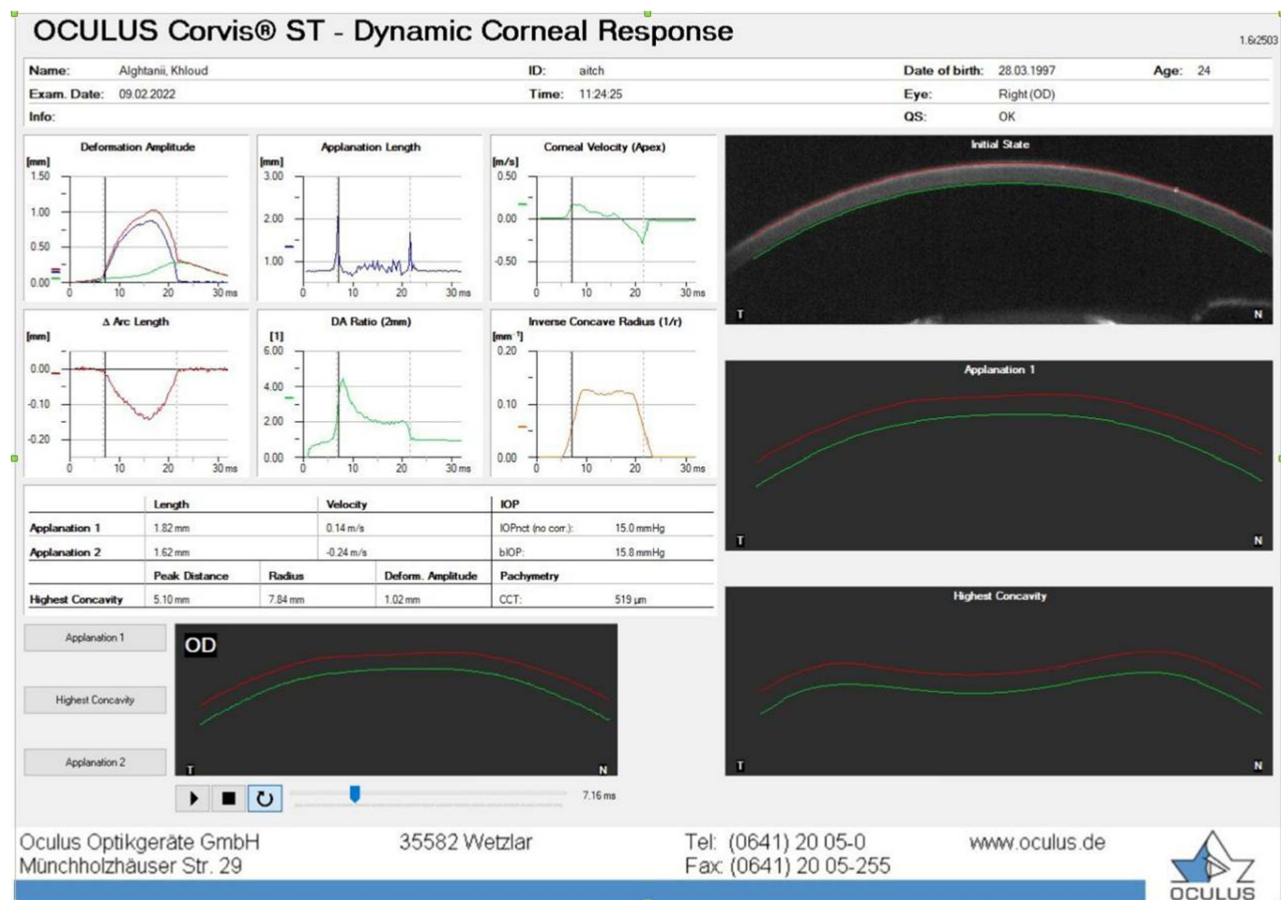 OCULUS Corvis® ST - Dynamic Corneal Response
1.6r2503
Name: Alghtanii, Khloud ID: aitch Date of birth: 28.03.1997 Age: 24
Exam. Date: 09.02.2022 Time: 11:24:25 Eye: Right (OD)
Info: QS: OK
Deformation Amplitude
[mm]
1.50
1.00
0.50
0.00
0 10 20 30 ms
Applanation Length
[mm]
3.00
2.00
1.00
0 10 20 30 ms
Corneal Velocity (Apex)
[m/s]
0.50
0.00
-0.50
0 10 20 30 ms
Initial State
T N
Δ Arc Length
[mm]
0.00
-0.10
-0.20
0 10 20 30 ms
DA Ratio (2mm)
[1]
6.00
4.00
2.00
0.00
0 10 20 30 ms
Inverse Concave Radius (1/r)
[mm⁻¹]
0.20
0.10
0.00
0 10 20 30 ms
Applanation 1
T N
Length Velocity IOP
Applanation 1 1.82 mm 0.14 m/s IOPnct (no corr.): 15.0 mmHg
Applanation 2 1.62 mm -0.24 m/s bIOP: 15.8 mmHg
Peak Distance Radius Deform. Amplitude Pachymetry
Highest Concavity 5.10 mm 7.84 mm 1.02 mm CCT: 519 µm
Highest Concavity
T N
Applanation 1
Highest Concavity
Applanation 2
OD
T N
7.16 ms
Oculus Optikgeräte GmbH 35582 Wetzlar Tel: (0641) 20 05-0 www.oculus.de
Münchholzhäuser Str. 29 Fax: (0641) 20 05-255
OCULUS